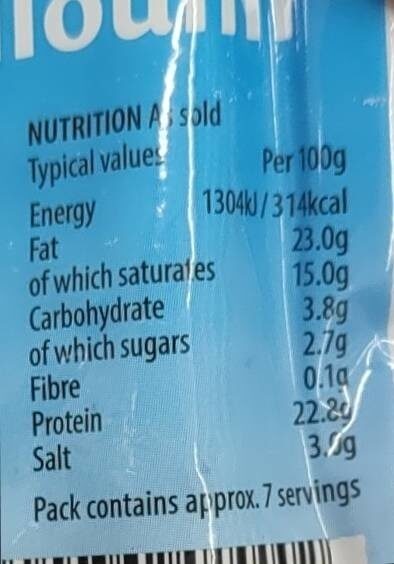 NUTRITION As sold
Typical values Per 100g
Energy 1304kJ/314kcal
Fat 23.0g
of which saturates 15.0g
Carbohydrate 3.8g
of which sugars 2.7g
Fibre 0.1g
Protein 22.8g
Salt
Pack contains approx. 7 servings